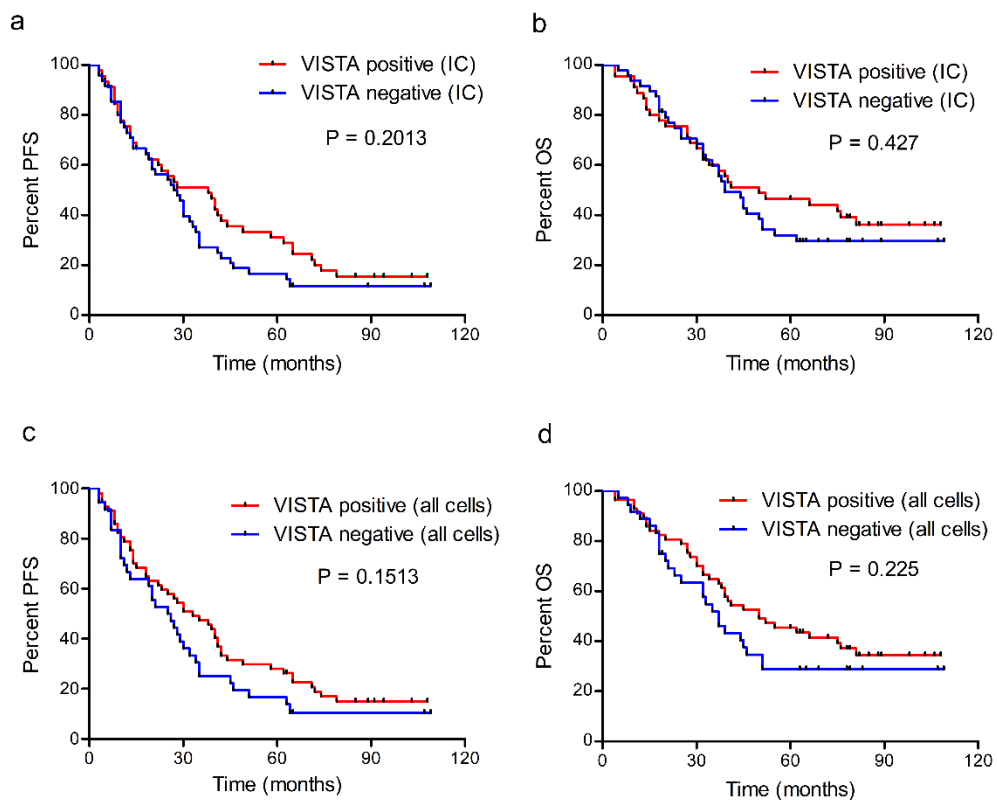 a
VISTA positive (IC)
VISTA negative (IC)
P = 0.2013
Percent PFS
100
80
60
40
20
0
0 30 60 90 120
Time (months)
b
VISTA positive (IC)
VISTA negative (IC)
P = 0.427
Percent OS
100
80
60
40
20
0
0 30 60 90 120
Time (months)
c
VISTA positive (all cells)
VISTA negative (all cells)
P = 0.1513
Percent PFS
100
80
60
40
20
0
0 30 60 90 120
Time (months)
d
VISTA positive (all cells)
VISTA negative (all cells)
P = 0.225
Percent OS
100
80
60
40
20
0
0 30 60 90 120
Time (months)